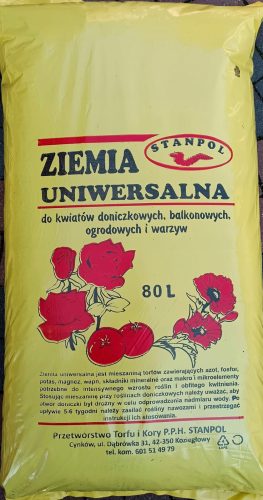 STANPOL
ZIEMIA
UNIWERSALNA
do kwiatów doniczkowych, balkonowych,
ogrodowych i warzyw
80 L
Ziemia uniwersalna jest mieszaniną torfów zawierających azot, fosfor,
potas, magnez, wapń, składniki mineralne oraz makro i mikroelementy
potrzebne do intensywnego wzrostu roślin i obfitego kwitnienia.
Stosując mieszaninę przy roślinach doniczkowych należy uważać, aby
otwór doniczki był drożny w celu odprowadzenia nadmiaru wody. Po
upływie 5-6 tygodni należy zasilać rośliny nawozami i przestrzegać
instrukcji ich stosowania.
Przetwórstwo Torfu i Kory P.P.H. STANPOL
Cynków, ul. Dąbrówka 31, 42-350 Koziegłowy
tel. kom. 601 51 49 79